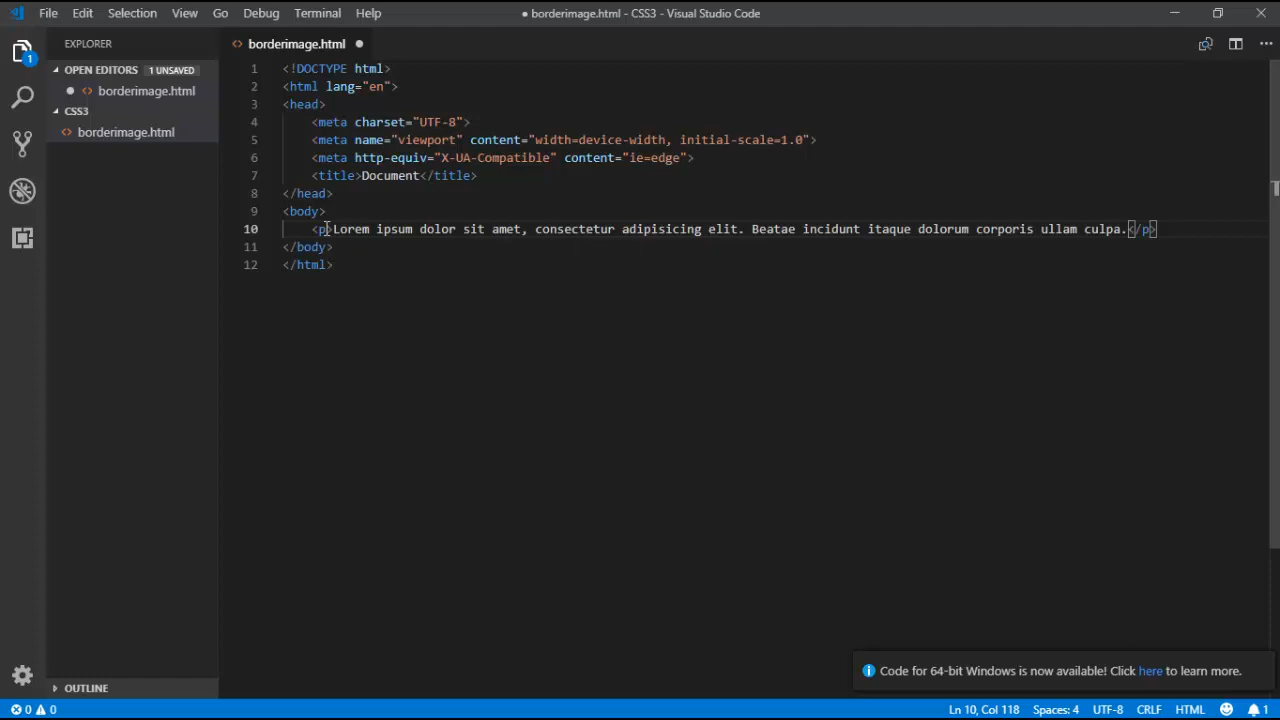 File Edit Selection View Go Debug Terminal Help
● borderimage.html - CSS3 - Visual Studio Code
EXPLORER
OPEN EDITORS 1 UNSAVED
borderimage.html
CSS3
borderimage.html
OUTLINE
1
borderimage.html
1 <!DOCTYPE html>
2 <html lang="en">
3 <head>
4 <meta charset="UTF-8">
5 <meta name="viewport" content="width=device-width, initial-scale=1.0">
6 <meta http-equiv="X-UA-Compatible" content="ie=edge">
7 <title>Document</title>
8 </head>
9 <body>
10 <p>Lorem ipsum dolor sit amet, consectetur adipisicing elit. Beatae incidunt itaque dolorum corporis ullam culpa.</p>
11 </body>
12 </html>
Code for 64-bit Windows is now available! Click here to learn more.
0 0
Ln 10, Col 118 Spaces: 4 UTF-8 CRLF HTML 1